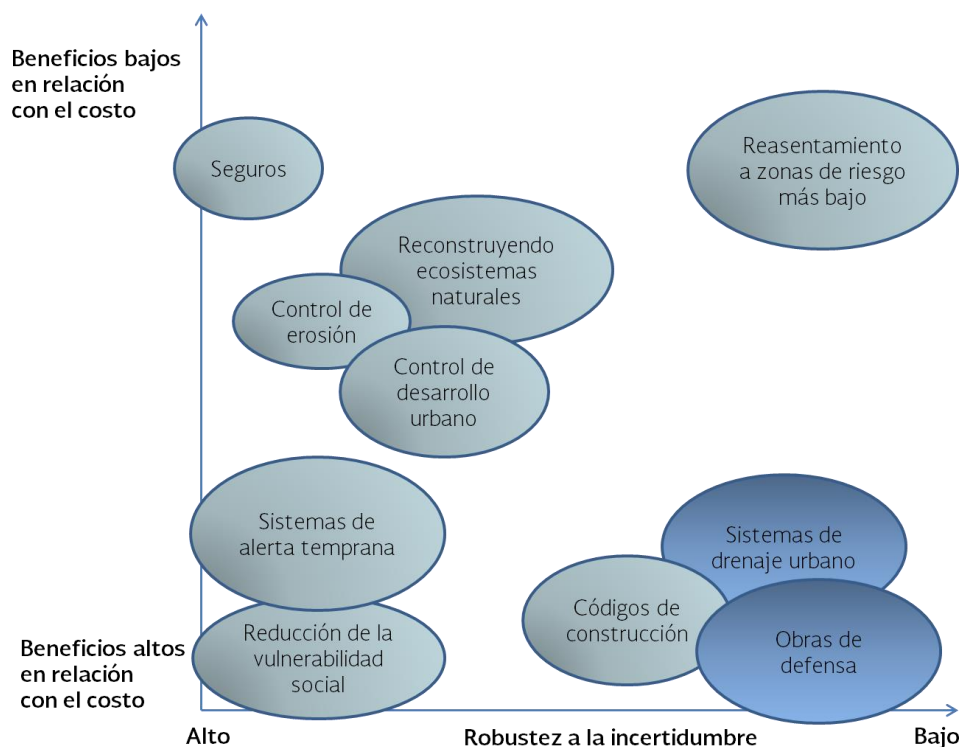 Beneficios bajos
en relación
con el costo
Seguros
Reasentamiento
a zonas de riesgo
más bajo
Reconstruyendo
ecosistemas
naturales
Control de
erosión
Control de
desarrollo
urbano
Sistemas de
alerta temprana
Sistemas de
drenaje urbano
Códigos de
construcción
Reducción de la
vulnerabilidad
social
Obras de
defensa
Beneficios altos
en relación
con el costo
Alto
Robustez a la incertidumbre
Bajo